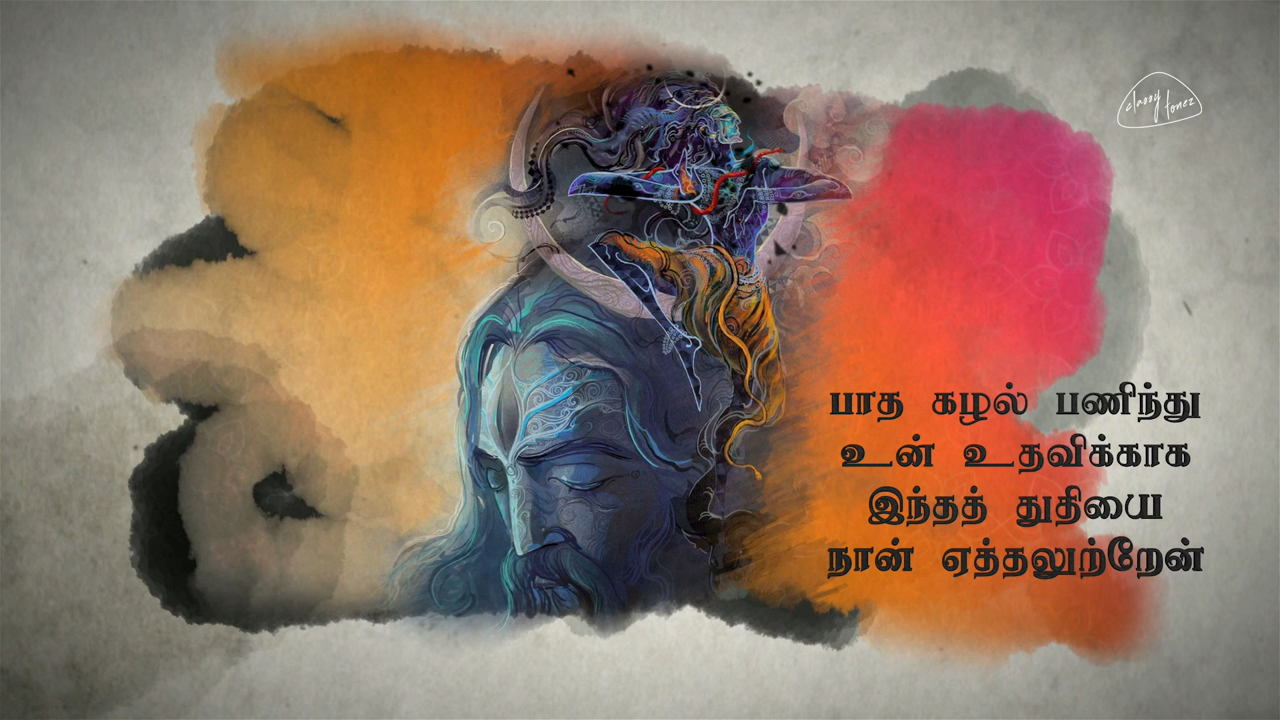 classy tonez
பாத கழல் பணிந்து
உன் உதவிக்காக
இந்தத் துதியை
நான் ஏத்தலுற்றேன்